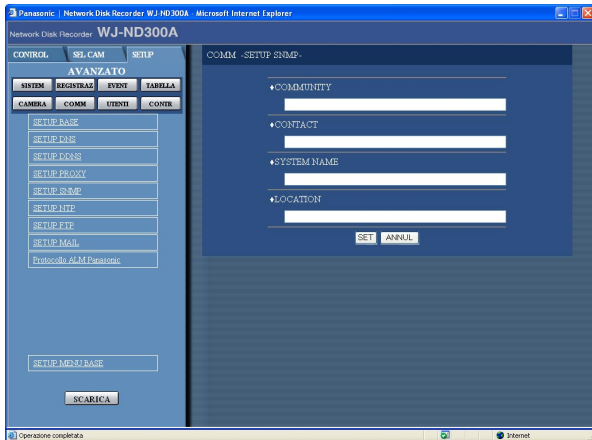 Panasonic | Network Disk Recorder WJ-ND300A - Microsoft Internet Explorer
Network Disk Recorder WJ-ND300A
CONTROL SEL CAM SETUP
AVANZATO
SISTEM REGISTRAZ EVENT TABELLA
CAMERA COMM UTENTI CONTR
SETUP BASE
SETUP DNS
SETUP DDNS
SETUP PROXY
SETUP SNMP
SETUP NTP
SETUP FTP
SETUP MAIL
Protocollo ALM Panasonic
SETUP MENU BASE
SCARICA
COMM -SETUP SNMP-
♦COMMUNITY
♦CONTACT
♦SYSTEM NAME
♦LOCATION
SET ANNUL
Operazione completata Internet